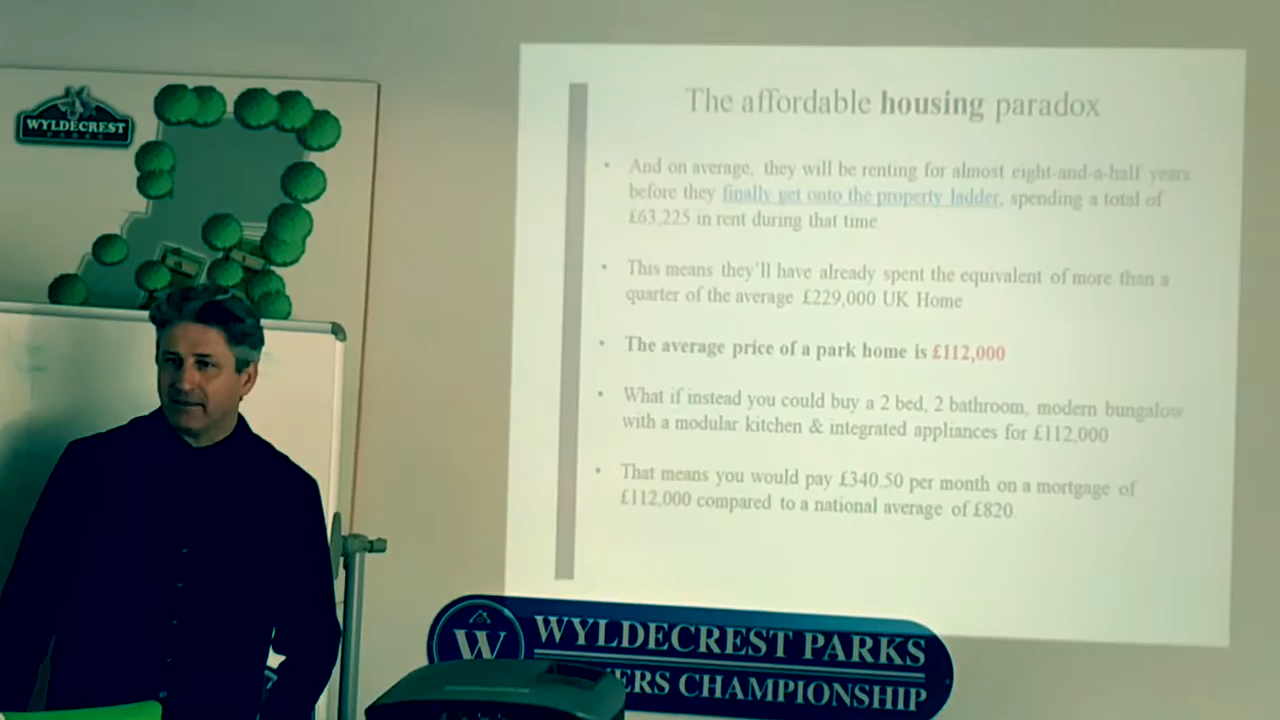 WYLDECREST
PARKS
The affordable housing paradox
• And on average, they will be renting for almost eight-and-a-half years
before they finally get onto the property ladder, spending a total of
£63,225 in rent during that time.
• This means they'll have already spent the equivalent of more than a
quarter of the average £229,000 UK Home
• The average price of a park home is £112,000
• What if instead you could buy a 2 bed, 2 bathroom, modern bungalow
with a modular kitchen & integrated appliances for £112,000
• That means you would pay £340.50 per month on a mortgage of
£112,000 compared to a national average of £820.
W
WYLDECREST PARKS
ERS CHAMPIONSHIP